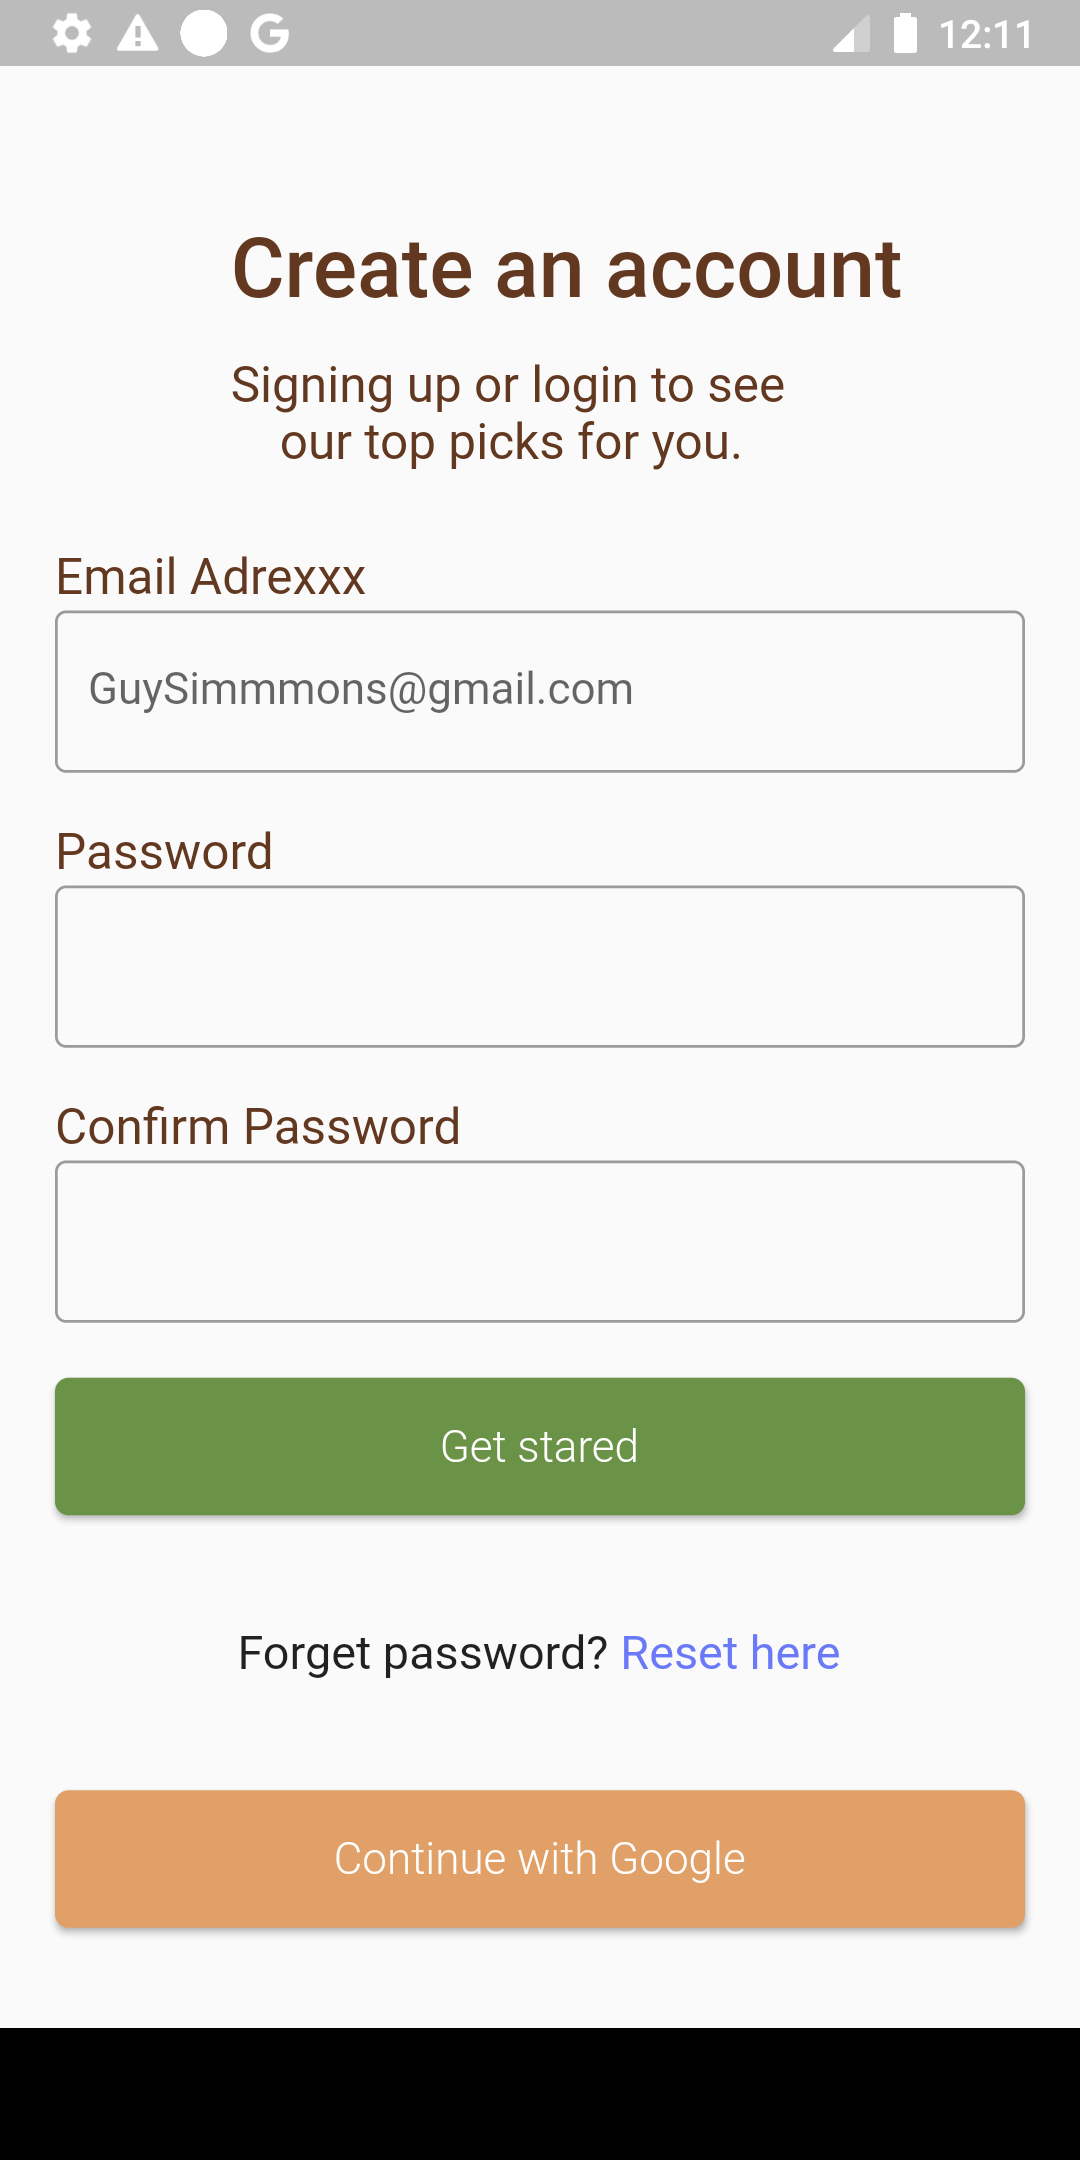 12:11
Create an account
Signing up or login to see
our top picks for you.
Email Adrexxx
GuySimmmons@gmail.com
Password
Confirm Password
Get stared
Forget password? Reset here
Continue with Google